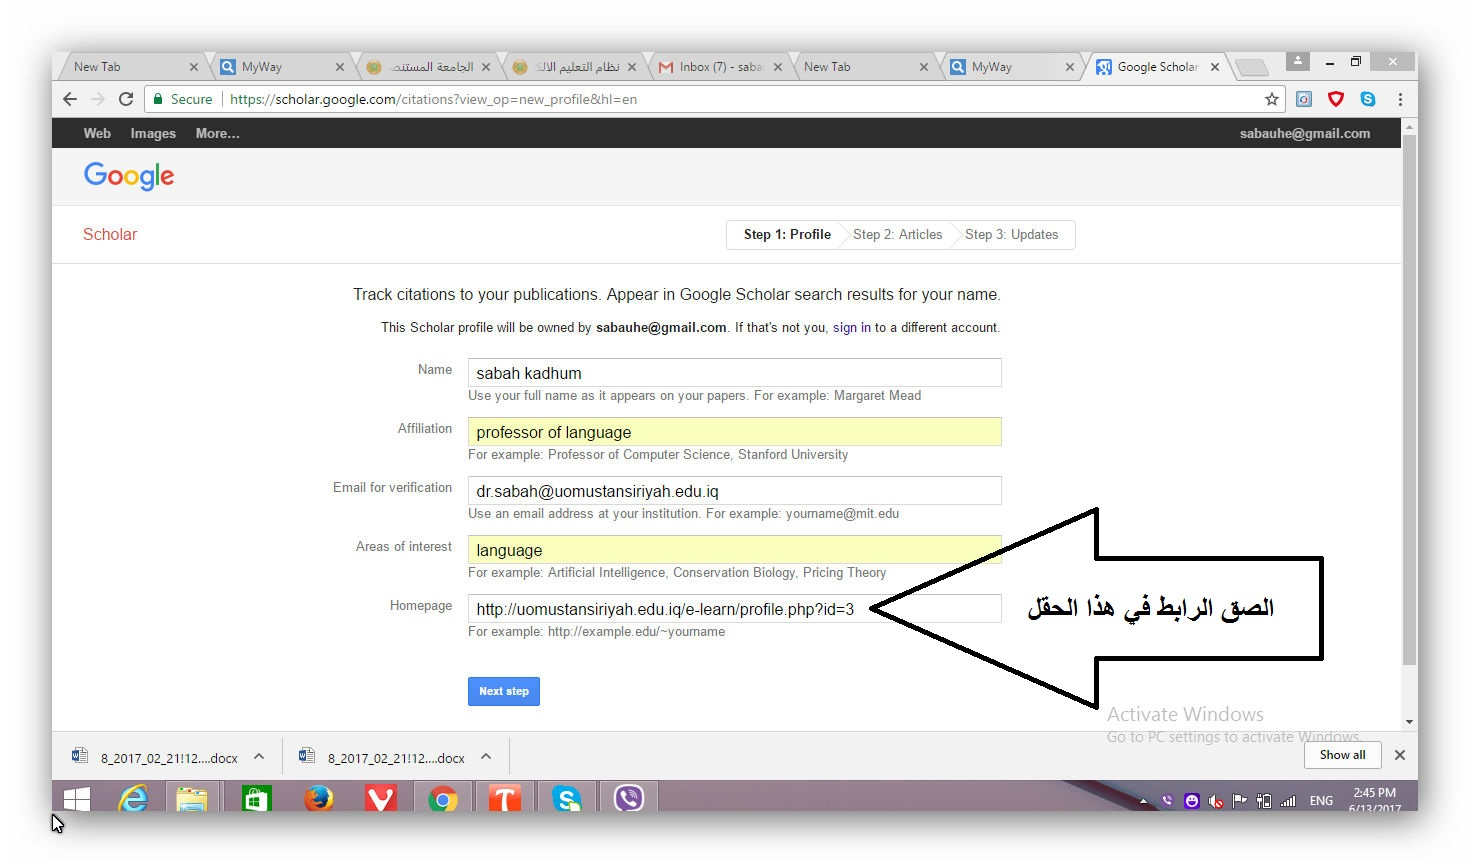 New Tab
MyWay
الجامعة المستنصـ
نظام التعليم الالكـ
Inbox (7) - saba
New Tab
MyWay
Google Scholar
Secure
https://scholar.google.com/citations?view_op=new_profile&hl=en
Web Images More...
sabauhe@gmail.com
Google
Scholar
Step 1: Profile
Step 2: Articles
Step 3: Updates
Track citations to your publications. Appear in Google Scholar search results for your name.
This Scholar profile will be owned by sabauhe@gmail.com. If that's not you, sign in to a different account.
Name
sabah kadhum
Use your full name as it appears on your papers. For example: Margaret Mead
Affiliation
professor of language
For example: Professor of Computer Science, Stanford University
Email for verification
dr.sabah@uomustansiriyah.edu.iq
Use an email address at your institution. For example: yourname@mit.edu
Areas of interest
language
For example: Artificial Intelligence, Conservation Biology, Pricing Theory
Homepage
http://uomustansiriyah.edu.iq/e-learn/profile.php?id=3
الصق الرابط في هذا الحقل
For example: http://example.edu/~yourname
Next step
Activate Windows
Go to PC settings to activate Windows.
8_2017_02_21!12....docx
8_2017_02_21!12....docx
Show all
ENG
2:45 PM
6/13/2017